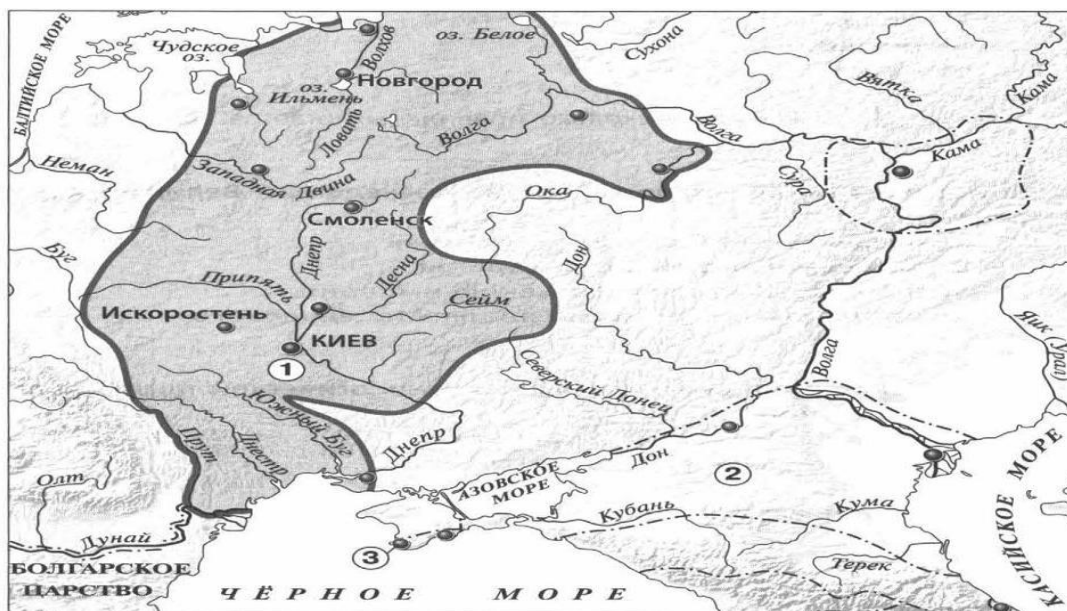 БАЛТИЙСКОЕ МОРЕ
Чудское
оз.
Волхов
оз. Белое
Сухона
Новгород
оз.
Ильмень
Ловать
Волга
Волга
Вятка
Кама
Кама
Сура
Неман
Западная Двина
Ока
Смоленск
Днепр
Десна
Дон
Буг
Припять
Сейм
Искоростень
КИЕВ
1
Волга
Яик
(Урал)
Северский Донец
Южный Буг
Прут
Днестр
Днепр
Дон
2
АЗОВСКОЕ
МОРЕ
Олт
Кубань
Кума
Дунай
3
БОЛГАРСКОЕ
ЦАРСТВО
ЧЁРНОЕ МОРЕ
Терек
КАСПИЙСКОЕ МОРЕ